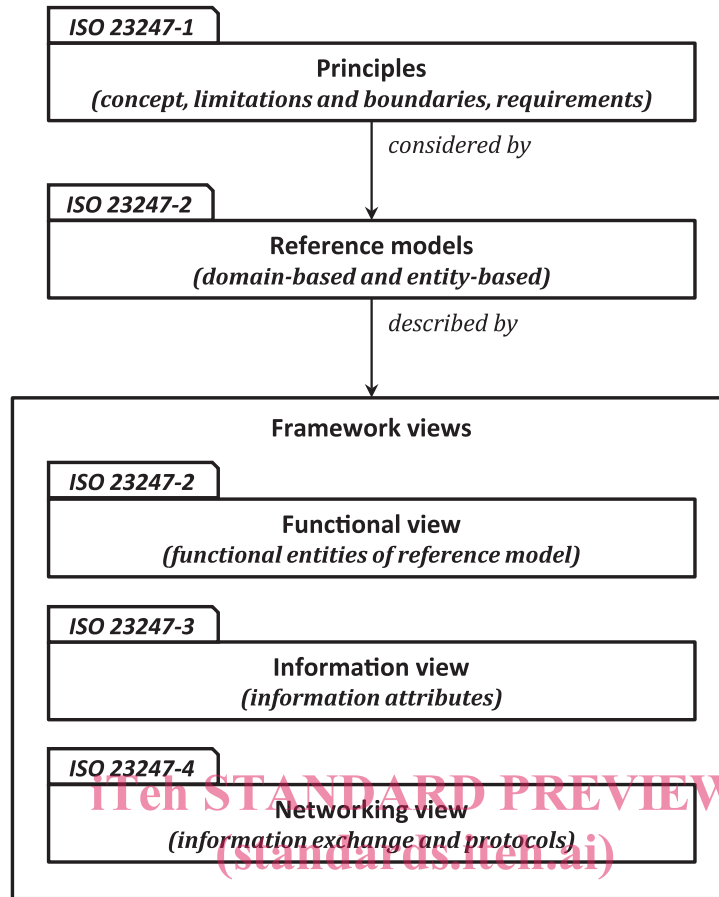 ISO 23247-1
Principles
(concept, limitations and boundaries, requirements)
considered by
ISO 23247-2
Reference models
(domain-based and entity-based)
described by
Framework views
ISO 23247-2
Functional view
(functional entities of reference model)
ISO 23247-3
Information view
(information attributes)
ISO 23247-4
iTeh STANDARD PREVIEW
Networking view
(information exchange and protocols)
(standards.iteh.ai)